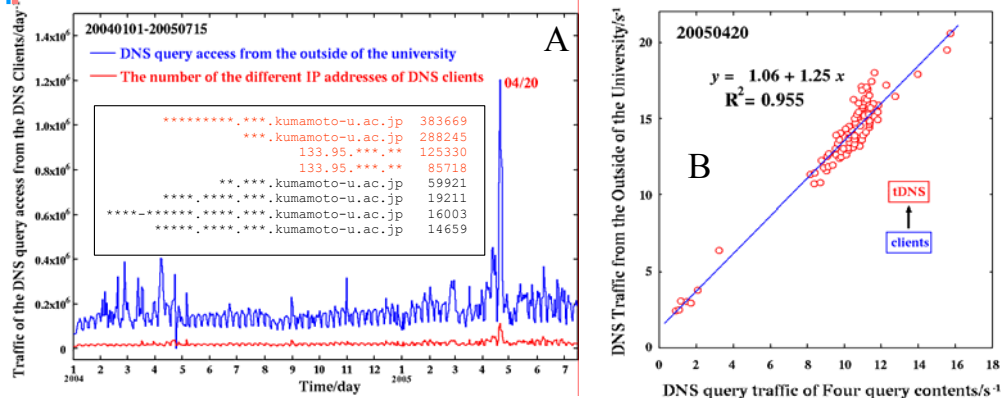 20040101-20050715
A
DNS query access from the outside of the university
The number of the different IP addresses of DNS clients
04/20
*********.***.kumamoto-u.ac.jp 383669
***.kumamoto-u.ac.jp 288245
133.95.***.** 125330
133.95.***.** 85718
**.***.kumamoto-u.ac.jp 59921
****.****.***.kumamoto-u.ac.jp 19211
****-******.****.***.kumamoto-u.ac.jp 16003
*****.****.***.kumamoto-u.ac.jp 14659
Traffic of the DNS query access from the DNS Clients/day-1
1.4x10⁶
1.2x10⁶
1.0x10⁶
0.8x10⁶
0.6x10⁶
0.4x10⁶
0.2x10⁶
0
1 2 3 4 5 6 7 8 9 10 11 12 1 2 3 4 5 6 7
2004 2005
Time/day
20050420
y = 1.06 + 1.25 x
R² = 0.955
B
tDNS
clients
DNS Traffic from the Outside of the University/s⁻¹
25
20
15
10
5
0
0 2 4 6 8 10 12 14 16 18
DNS query traffic of Four query contents/s⁻¹